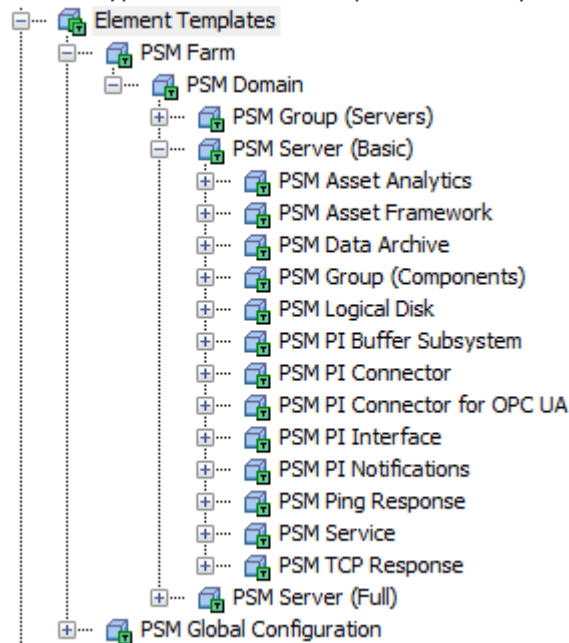 Element Templates
PSM Farm
PSM Domain
PSM Group (Servers)
PSM Server (Basic)
PSM Asset Analytics
PSM Asset Framework
PSM Data Archive
PSM Group (Components)
PSM Logical Disk
PSM PI Buffer Subsystem
PSM PI Connector
PSM PI Connector for OPC UA
PSM PI Interface
PSM PI Notifications
PSM Ping Response
PSM Service
PSM TCP Response
PSM Server (Full)
PSM Global Configuration